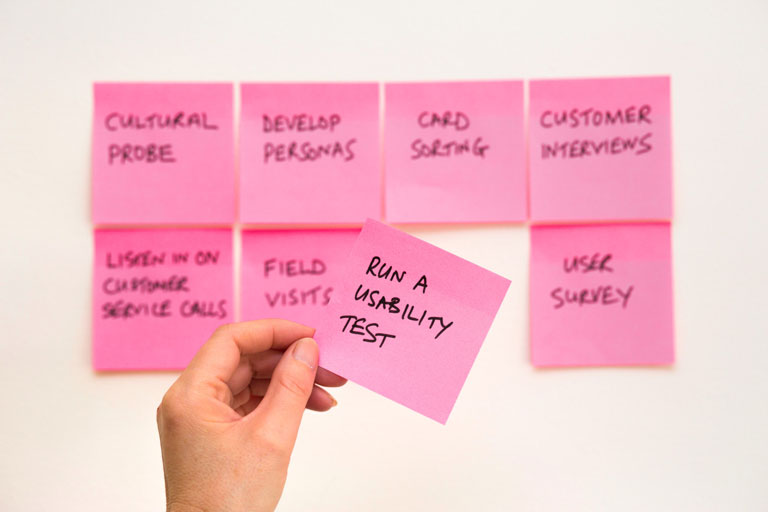 CULTURAL
PROBE
DEVELOP
PERSONAS
CARD
SORTING
CUSTOMER
INTERVIEWS
LISTEN IN ON
CUSTOMER
SERVICE CALLS
FIELD
VISITS
RUN A
USABILITY
TEST
USER
SURVEY